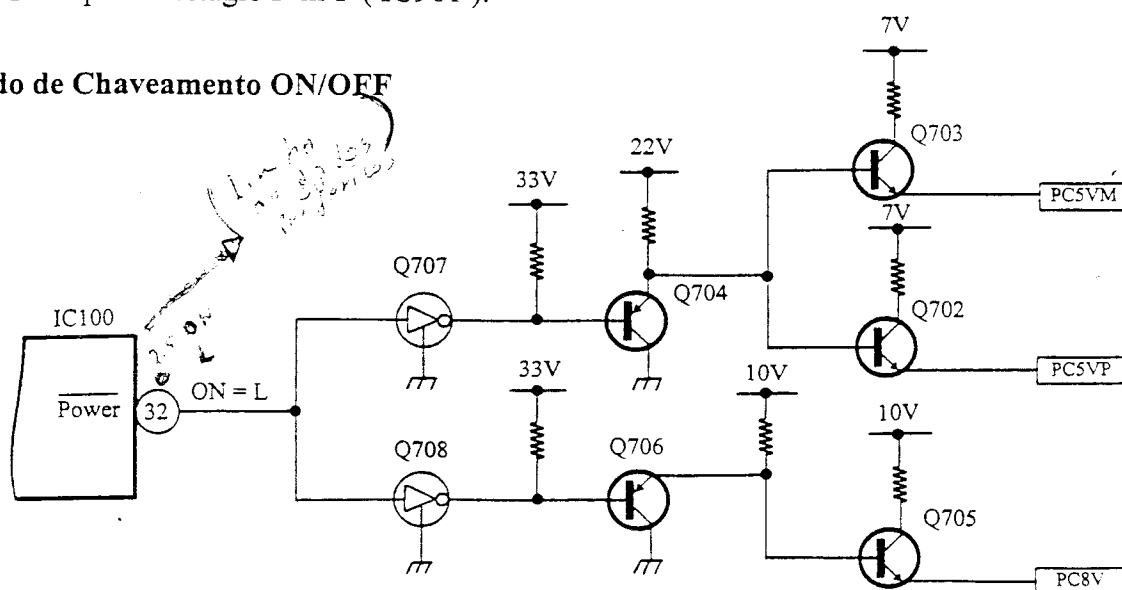 do de Chaveamento ON/OFF
7V
Q703
22V
33V
PC5VM
7V
Q707
Q704
Q702
IC100
33V
10V
PC5VP
Power
32
ON = L
10V
Q708
Q706
Q705
PC8V